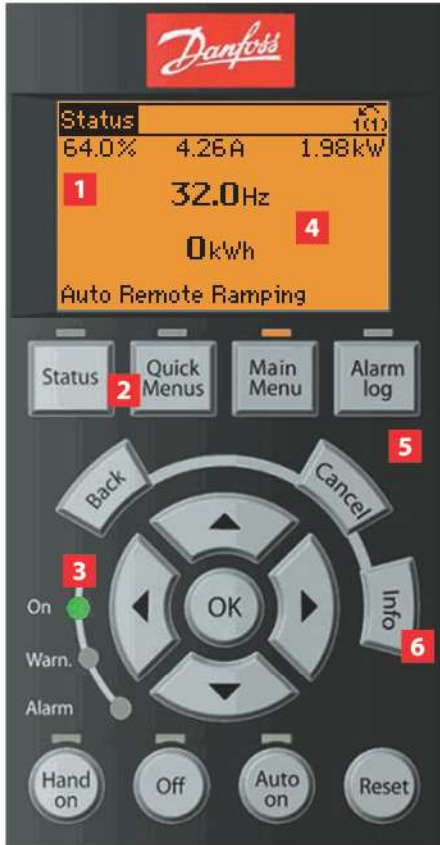 Danfoss
Status 1(1)
64.0% 4.26A 1.98kW
1
32.0Hz
4
0kWh
Auto Remote Ramping
Status
2
Quick Menus
Main Menu
Alarm log
5
Back
Cancel
3
On
OK
Info
6
Warn.
Alarm
Hand on
Off
Auto on
Reset